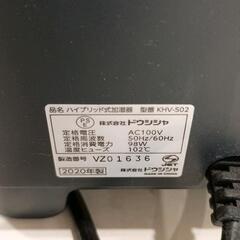 品名 ハイブリッド式加湿器 型番 KHV-502
PS E 株式会社 ドウシシャ
定格電圧 AC100V
定格周波数 50Hz/60Hz
定格消費電力 98W
温度ヒューズ 102℃
製造番号 VZ01636
2020年製 株式会社ドウシシャ
JET
MADE IN CHINA